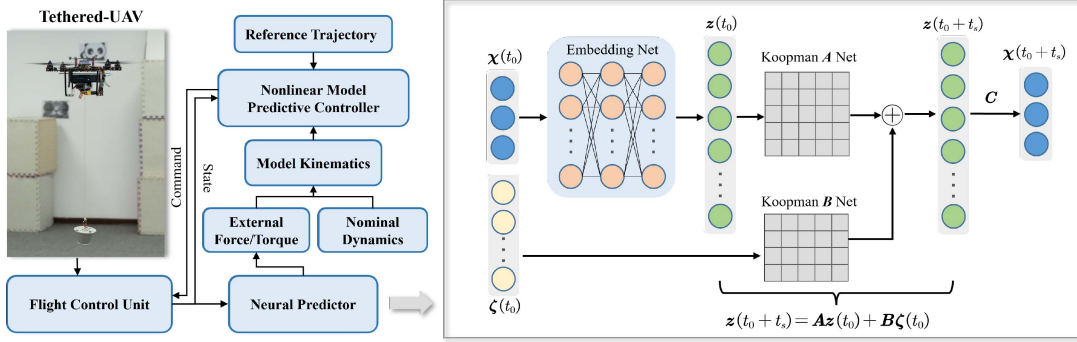 Tethered-UAV
Reference Trajectory
Nonlinear Model
Predictive Controller
Model Kinematics
Command
State
External
Force/Torque
Nominal
Dynamics
Flight Control Unit
Neural Predictor
𝝌(t₀)
𝜻(t₀)
Embedding Net
z(t₀)
Koopman A Net
Koopman B Net
z(t₀ + tₛ)
C
𝝌(t₀ + tₛ)
z(t₀ + tₛ) = Az(t₀) + Bζ(t₀)